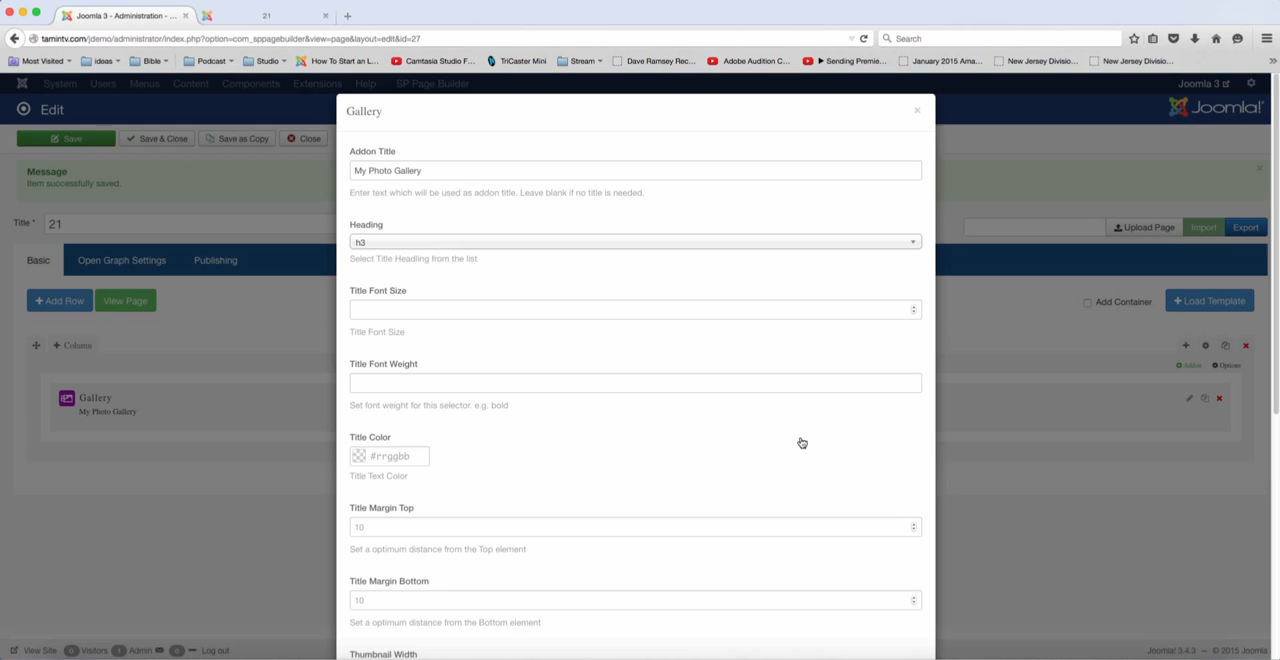 Joomla 3 - Administration - ...
21
tamintv.com/jdemo/administrator/index.php?option=com_sppagebuilder&view=page&layout=edit&id=27
Search
Most Visited
ideas
Bible
Podcast
Studio
How To Start an L...
Camtasia Studio F...
TriCaster Mini
Stream
Dave Ramsey Rec...
Adobe Audition C...
▶ Sending Premie...
January 2015 Ama...
New Jersey Divisio...
New Jersey Divisio...
System Users Menus Content Components Extensions Help SP Page Builder
Joomla 3
Edit
Joomla!
Save
Save & Close
Save as Copy
Close
Message
Item successfully saved.
Title *
21
Upload Page
Import
Export
Basic
Open Graph Settings
Publishing
+ Add Row
View Page
Add Container
+ Load Template
+ Column
Addon
Options
Gallery
My Photo Gallery
Gallery
×
Addon Title
My Photo Gallery
Enter text which will be used as addon title. Leave blank if no title is needed.
Heading
h3
Select Title Heading from the list
Title Font Size
Title Font Size
Title Font Weight
Set font weight for this selector. e.g. bold
Title Color
#rrggbb
Title Text Color
Title Margin Top
10
Set a optimum distance from the Top element
Title Margin Bottom
10
Set a optimum distance from the Bottom element
Thumbnail Width
View Site
0 Visitors
1 Admin
0
Log out
Joomla! 3.4.3 — © 2015 Joomla